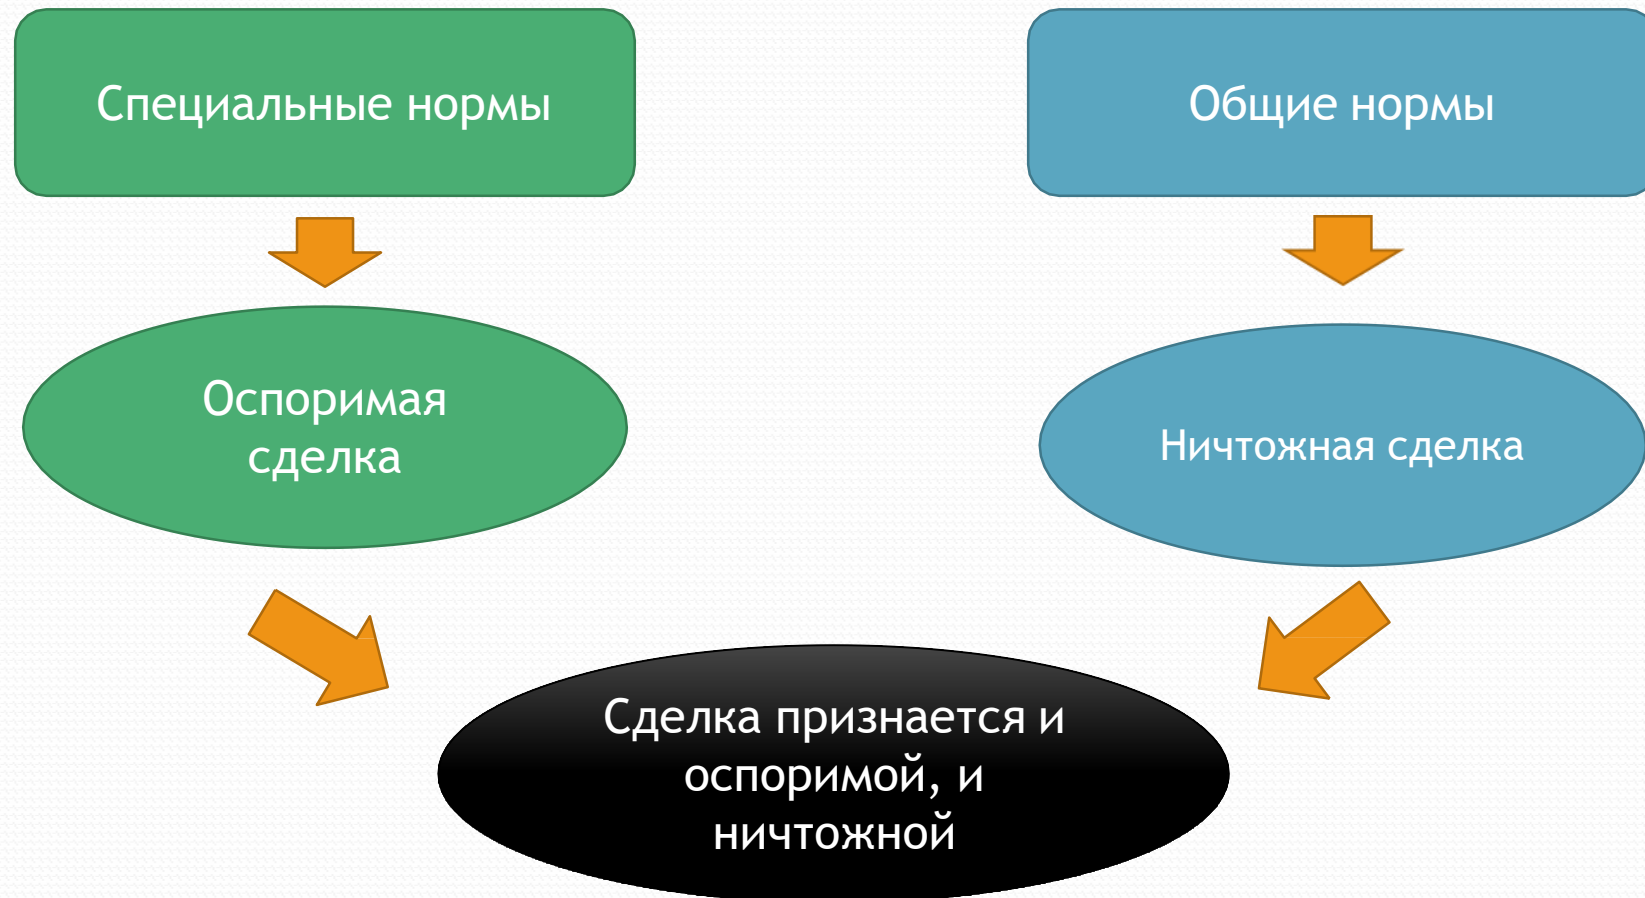 Специальные нормы
Общие нормы
Оспоримая
сделка
Ничтожная сделка
Сделка признается и
оспоримой, и
ничтожной